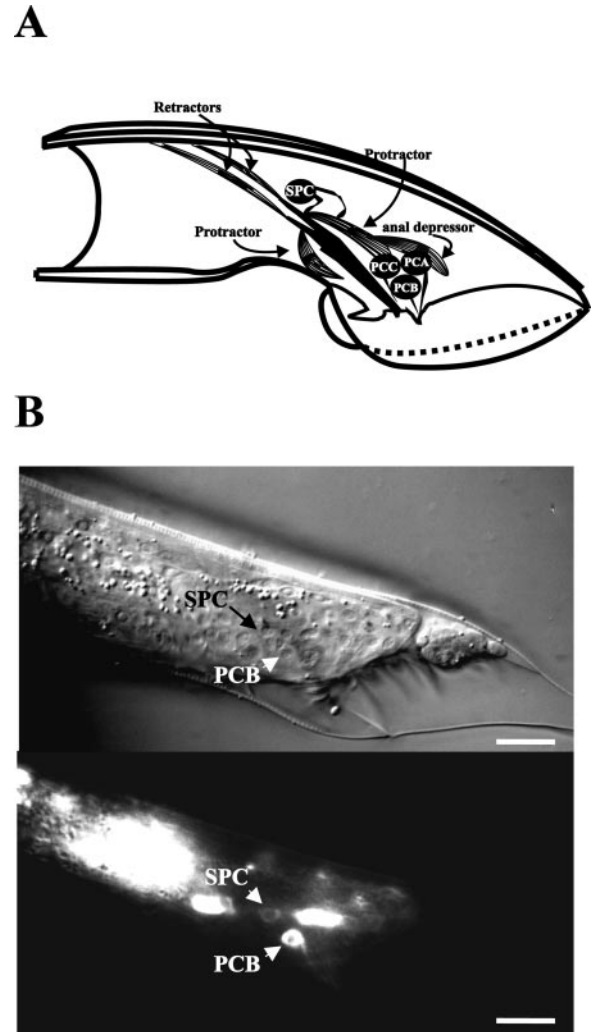 A
Retractors
Protractor
SPC
anal depressor
Protractor
PCC
PCA
PCB
B
SPC
PCB
SPC
PCB